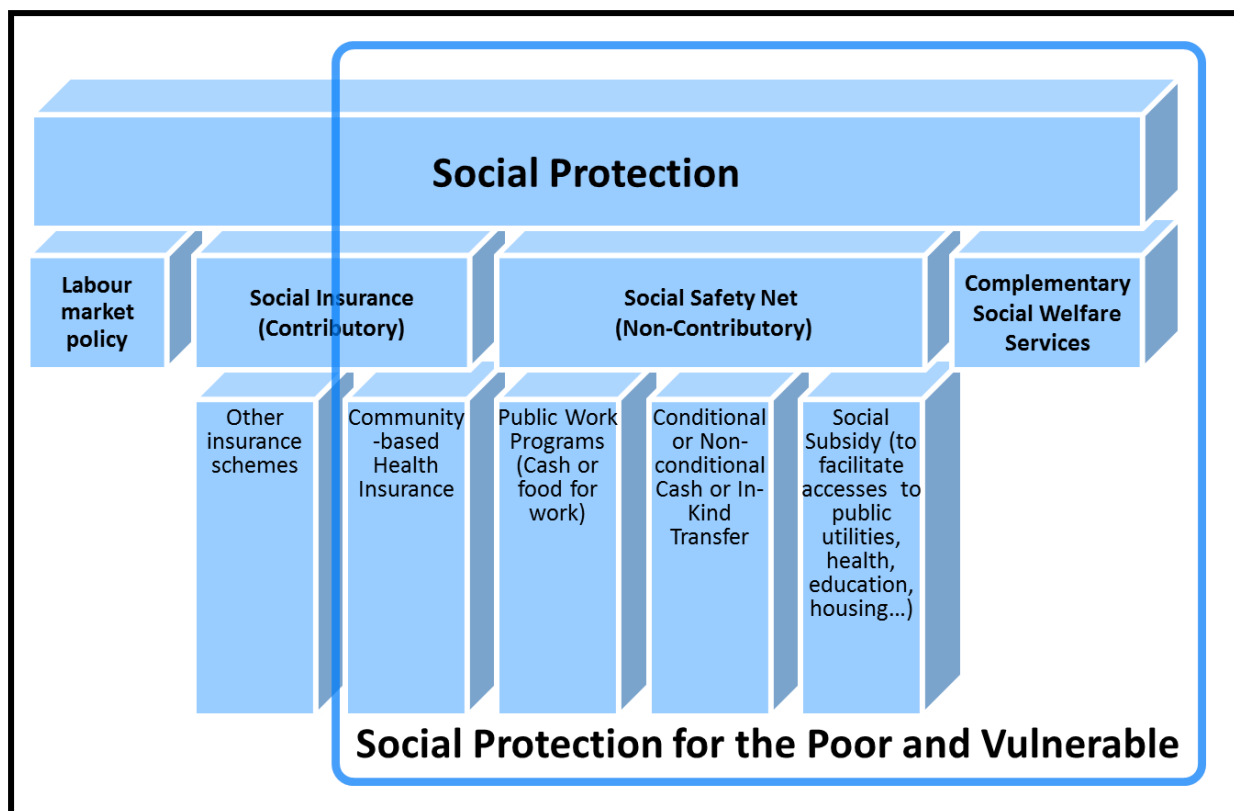 Social Protection
Labour
market
policy
Social Insurance
(Contributory)
Social Safety Net
(Non-Contributory)
Complementary
Social Welfare
Services
Other
insurance
schemes
Community
-based
Health
Insurance
Public Work
Programs
(Cash or
food for
work)
Conditional
or Non-
conditional
Cash or In-
Kind
Transfer
Social
Subsidy (to
facilitate
accesses to
public
utilities,
health,
education,
housing…)
Social Protection for the Poor and Vulnerable